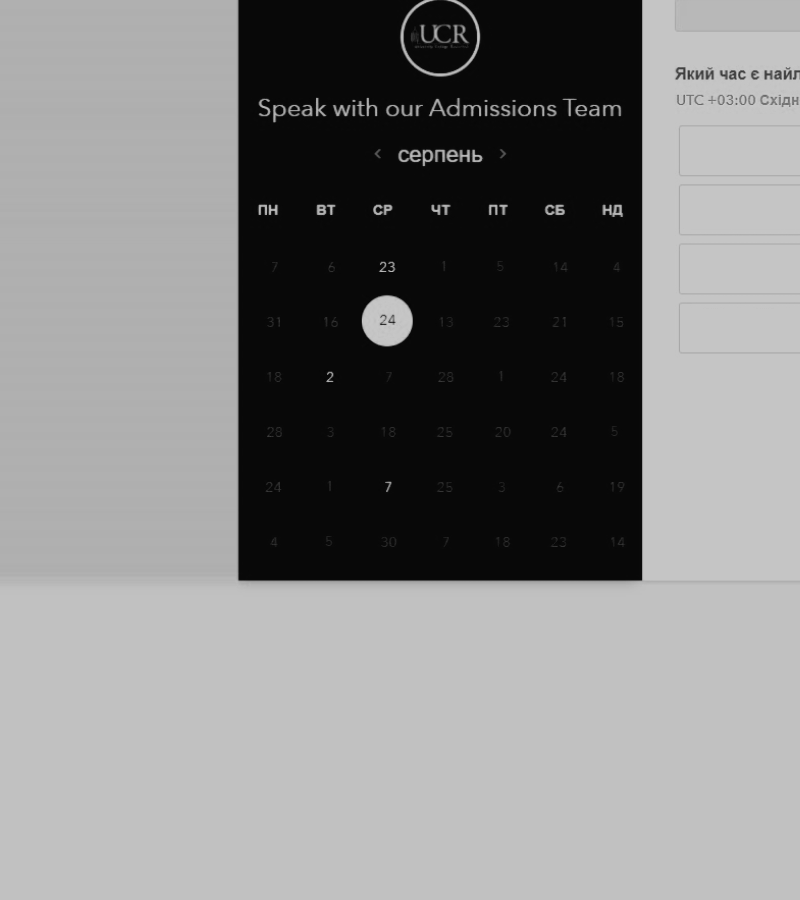 UCR
Який час є найл
Speak with our Admissions Team
UTC +03:00 Східн
серпень
ПН ВТ СР ЧТ ПТ СБ НД
7 6 23 1 5 14 4
31 16 24 13 23 21 15
18 2 7 28 1 24 18
28 3 18 25 20 24 5
24 1 7 25 3 6 19
4 5 30 7 18 23 14